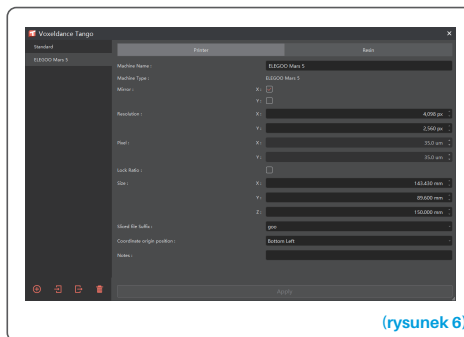 Voxeldance Tango
Standard
ELEGOO Mars 5
Printer Resin
Machine Name : ELEGOO Mars 5
Machine Type : ELEGOO Mars 5
Mirror : X :
Y :
Resolution : X : 4,098 px
Y : 2,560 px
Pixel : X : 35.0 um
Y : 35.0 um
Lock Ratio :
Size : X : 143.430 mm
Y : 89.600 mm
Z : 150.000 mm
Sliced File Suffix : goo
Coordinate origin position : Bottom Left
Notes :
Apply
(rysunek 6)